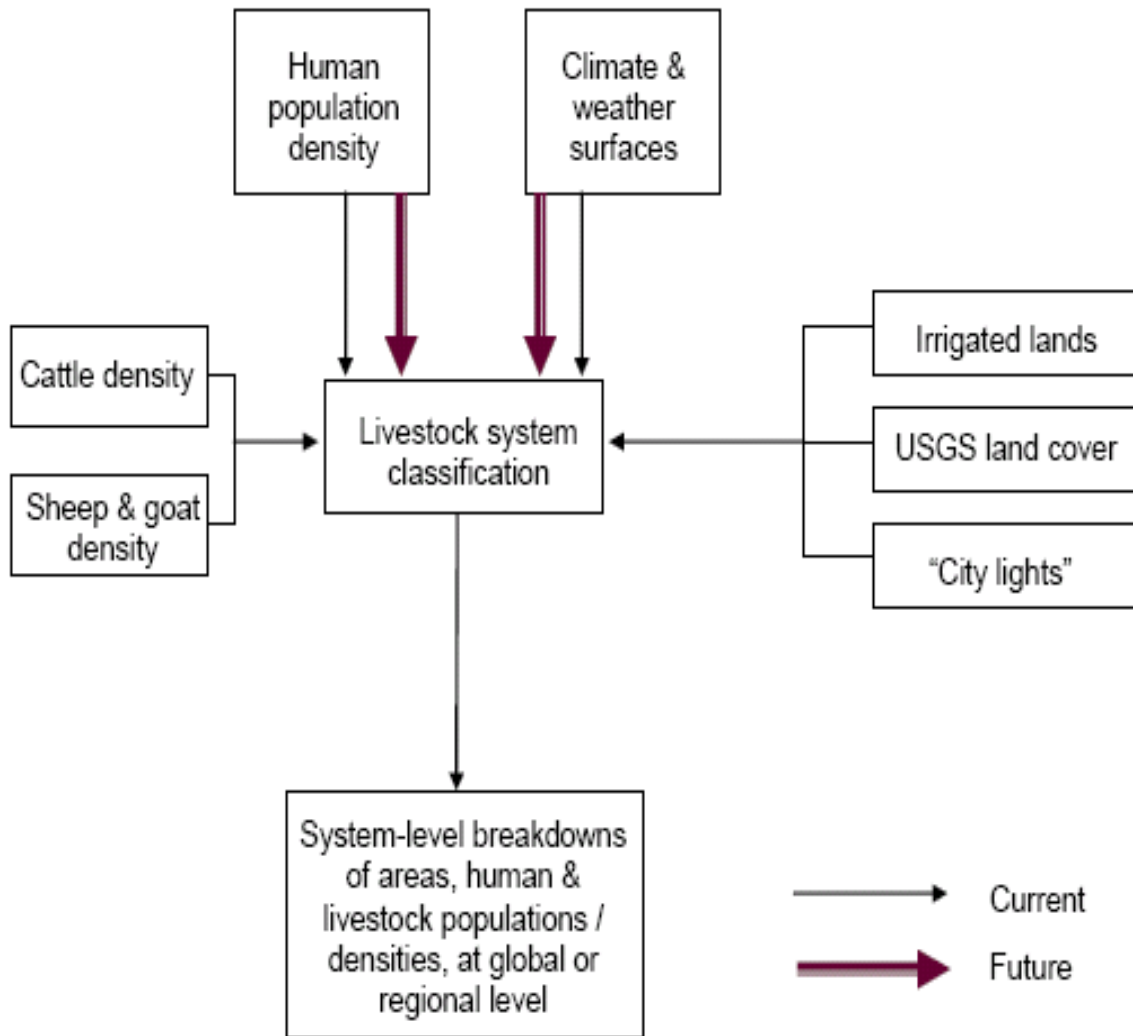 Human
population
density
Climate &
weather
surfaces
Cattle density
Sheep & goat
density
Livestock system
classification
Irrigated lands
USGS land cover
“City lights”
System-level breakdowns
of areas, human &
livestock populations /
densities, at global or
regional level
Current
Future